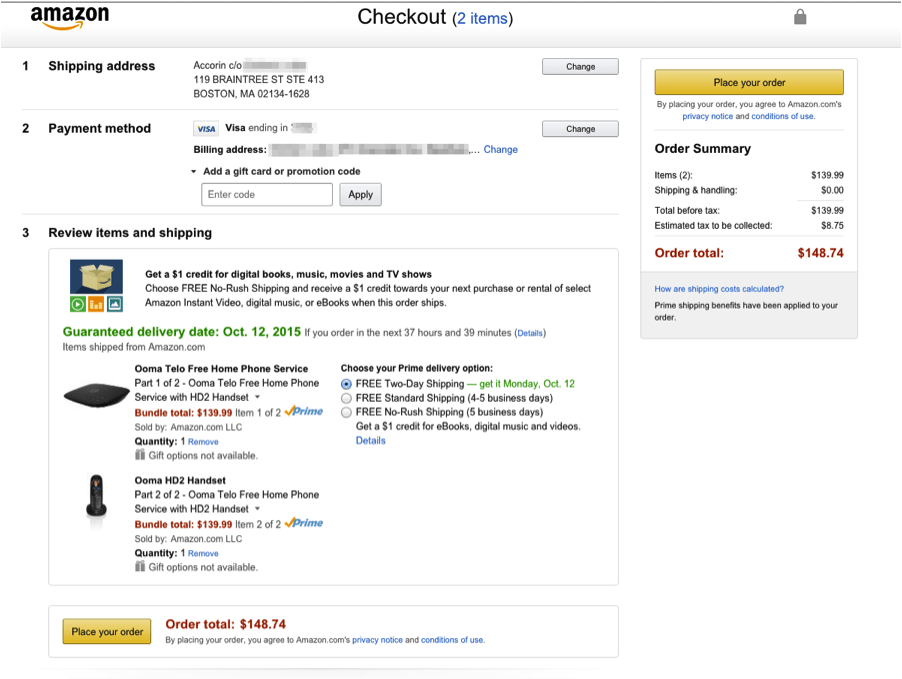 amazon
Checkout (2 items)
1 Shipping address
Accorin c/o
119 BRAINTREE ST STE 413
BOSTON, MA 02134-1628
Change
2 Payment method
VISA Visa ending in
Change
Billing address: ,... Change
Add a gift card or promotion code
Enter code
Apply
3 Review items and shipping
Get a $1 credit for digital books, music, movies and TV shows
Choose FREE No-Rush Shipping and receive a $1 credit towards your next purchase or rental of select
Amazon Instant Video, digital music, or eBooks when this order ships.
Guaranteed delivery date: Oct. 12, 2015 If you order in the next 37 hours and 39 minutes (Details)
Items shipped from Amazon.com
Ooma Telo Free Home Phone Service
Part 1 of 2 - Ooma Telo Free Home Phone
Service with HD2 Handset
Bundle total: $139.99 Item 1 of 2 Prime
Sold by: Amazon.com LLC
Quantity: 1 Remove
Gift options not available.
Choose your Prime delivery option:
FREE Two-Day Shipping — get it Monday, Oct. 12
FREE Standard Shipping (4-5 business days)
FREE No-Rush Shipping (5 business days)
Get a $1 credit for eBooks, digital music and videos.
Details
Ooma HD2 Handset
Part 2 of 2 - Ooma Telo Free Home Phone
Service with HD2 Handset
Bundle total: $139.99 Item 2 of 2 Prime
Sold by: Amazon.com LLC
Quantity: 1 Remove
Gift options not available.
Place your order
Order total: $148.74
By placing your order, you agree to Amazon.com's privacy notice and conditions of use.
Place your order
By placing your order, you agree to Amazon.com's
privacy notice and conditions of use.
Order Summary
Items (2): $139.99
Shipping & handling: $0.00
Total before tax: $139.99
Estimated tax to be collected: $8.75
Order total: $148.74
How are shipping costs calculated?
Prime shipping benefits have been applied to your
order.